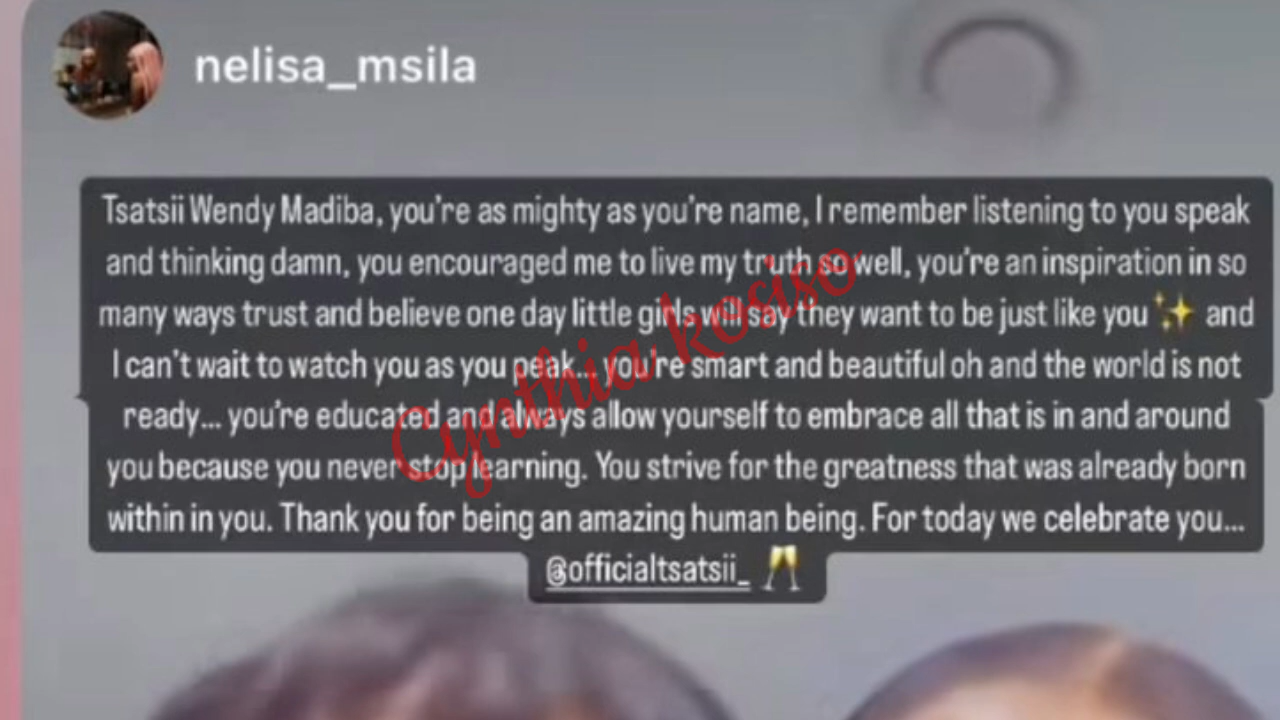 nelisa_msila
Tsatsii Wendy Madiba, you're as mighty as you're name, I remember listening to you speak
and thinking damn, you encouraged me to live my truth so well, you're an inspiration in so
many ways trust and believe one day little girls will say they want to be just like you ✨ and
I can't wait to watch you as you peak... you're smart and beautiful oh and the world is not
ready... you're educated and always allow yourself to embrace all that is in and around
you because you never stop learning. You strive for the greatness that was already born
within in you. Thank you for being an amazing human being. For today we celebrate you...
@officialtsatsii_ 🥂
Cynthia kosiso